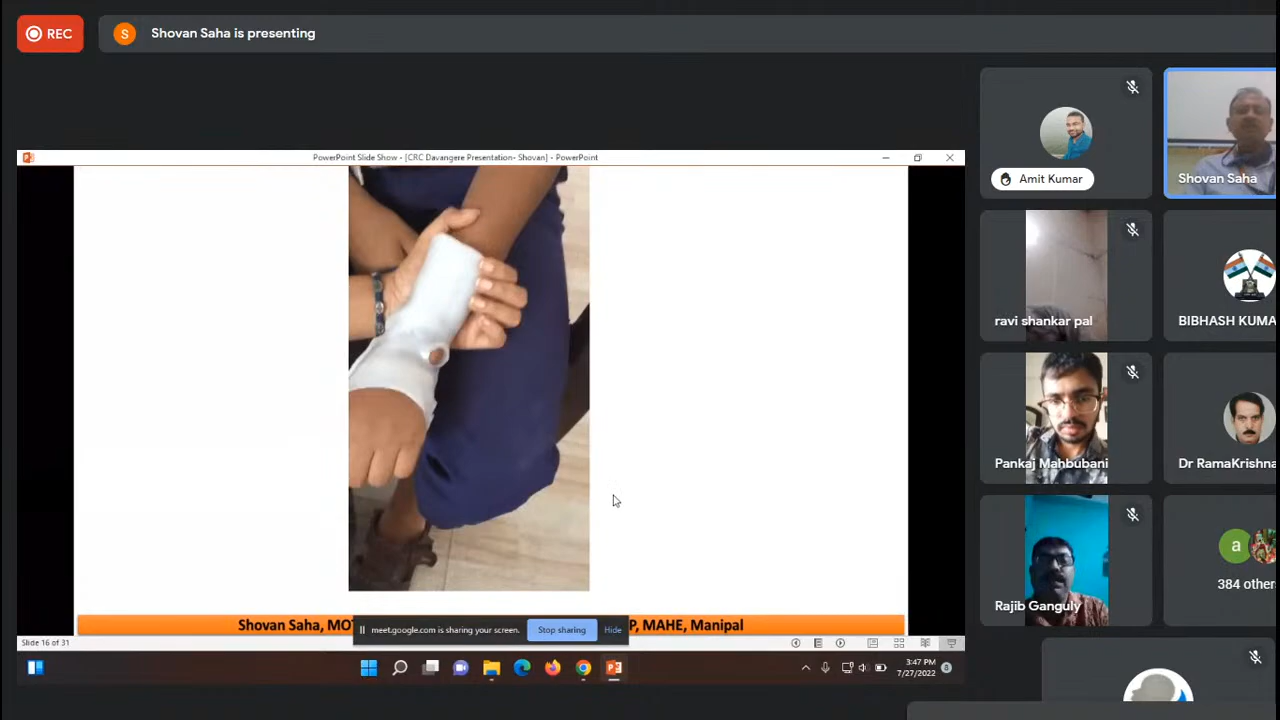 REC
S
Shovan Saha is presenting
PowerPoint Slide Show - [CRC Davangere Presentation- Shovan] - PowerPoint
Amit Kumar
Shovan Saha
ravi shankar pal
BIBHASH KUMA
Pankaj Mahbubani
Dr RamaKrishna
Rajib Ganguly
a
384 other
Shovan Saha, MOT
P, MAHE, Manipal
meet.google.com is sharing your screen.
Stop sharing
Hide
Slide 16 of 31
3:47 PM
7/27/2022